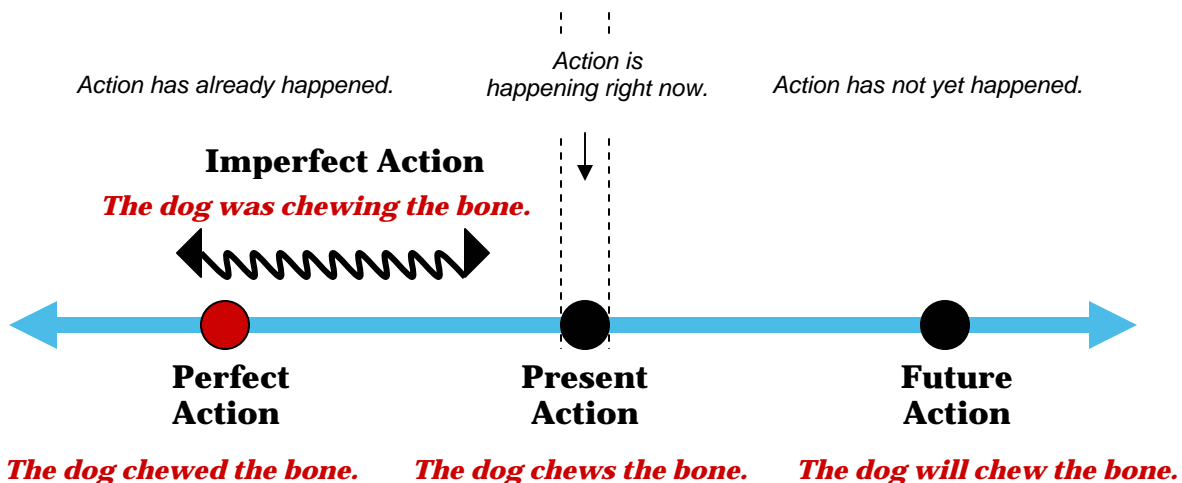 Action has already happened.
Action is
happening right now.
Action has not yet happened.
Imperfect Action
The dog was chewing the bone.
Perfect
Action
Present
Action
Future
Action
The dog chewed the bone.
The dog chews the bone.
The dog will chew the bone.